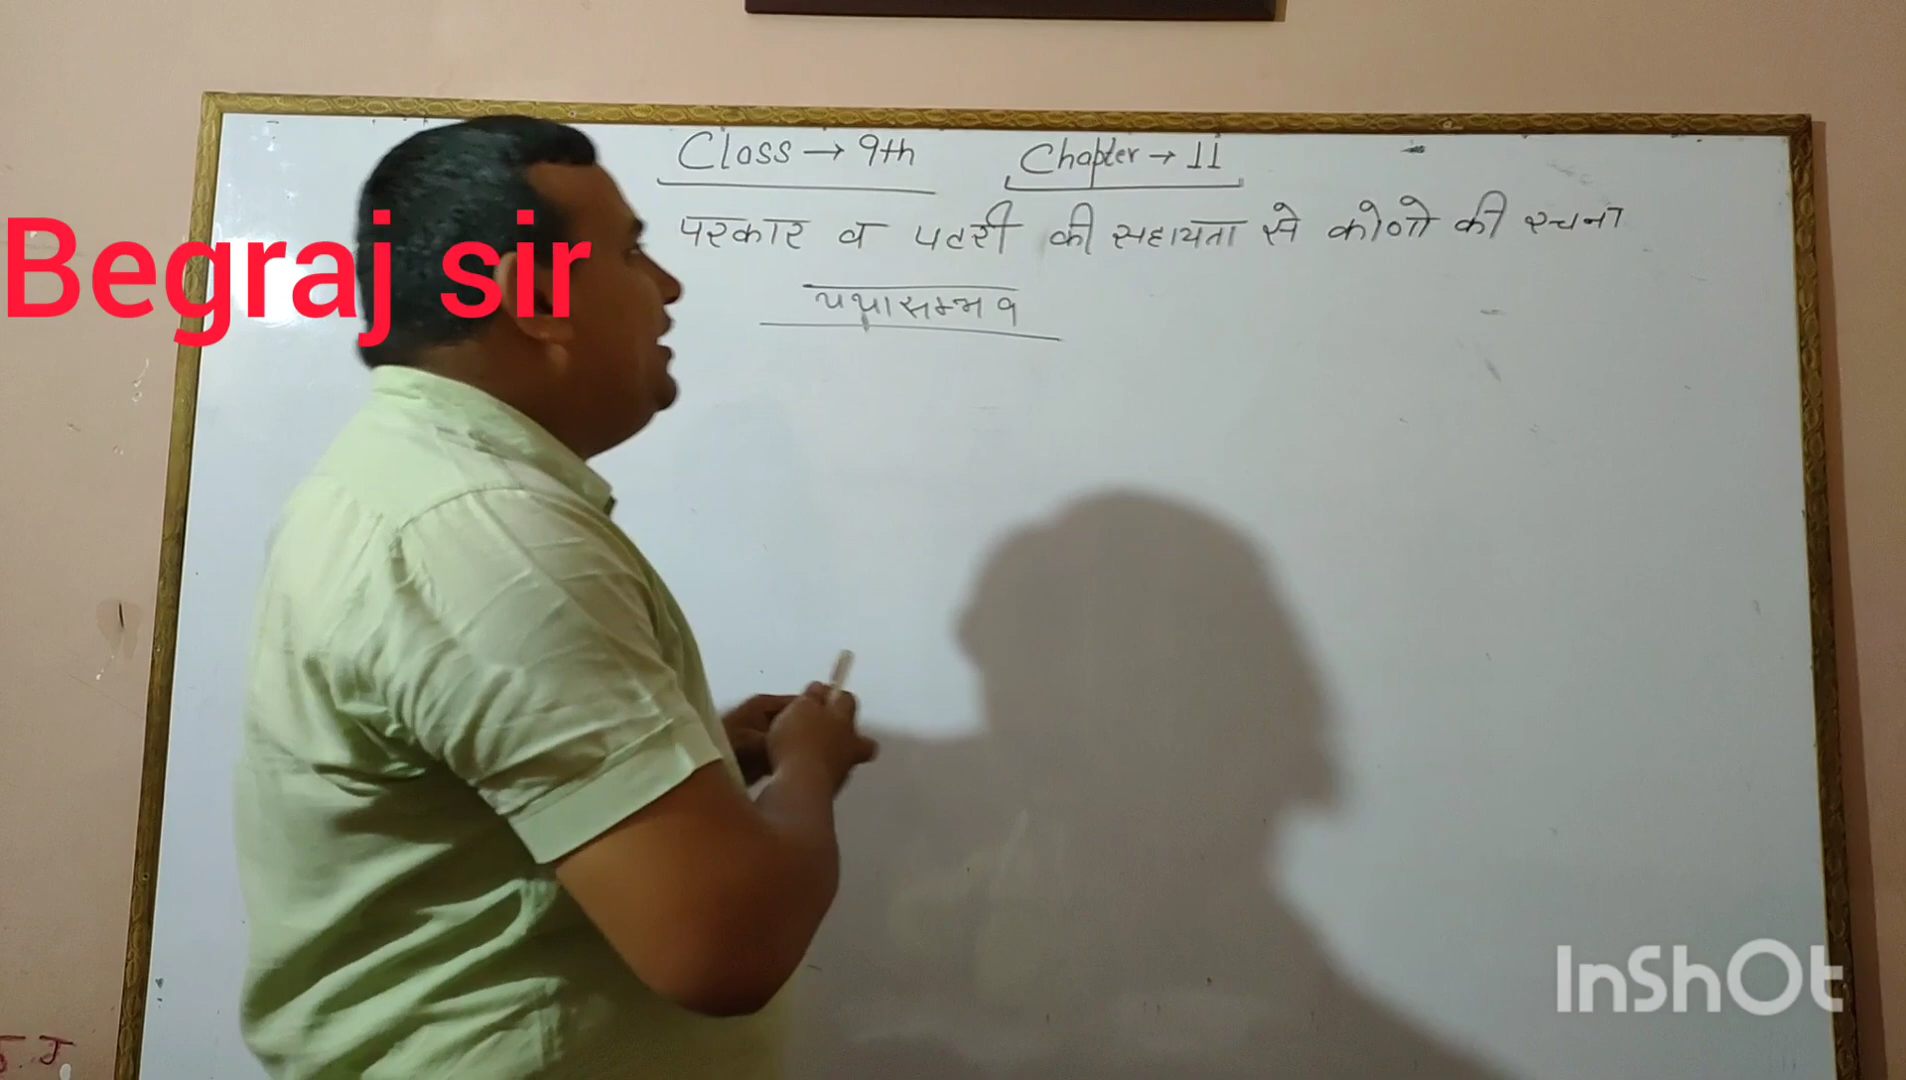 Class → 9th Chapter → 11
परकार व पटरी की सहायता से कोणो की रचना
यथासम्भव
Begraj sir
InShOt